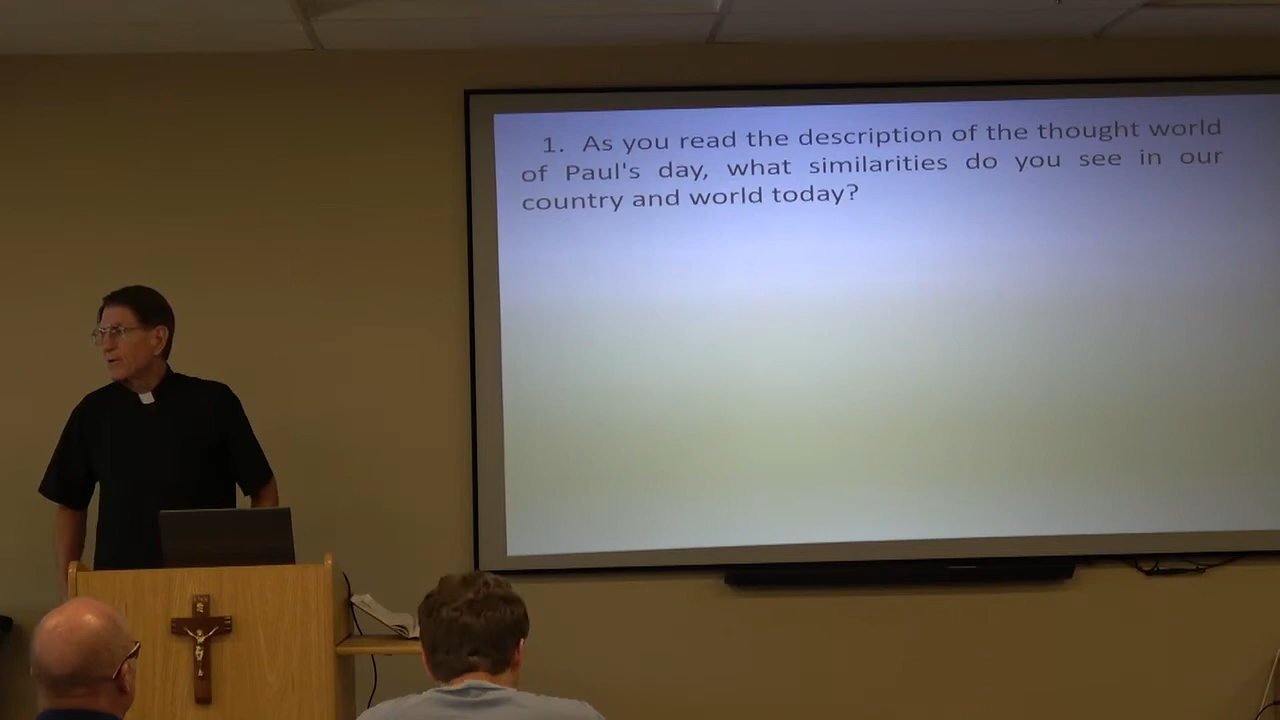 1. As you read the description of the thought world
of Paul's day, what similarities do you see in our
country and world today?